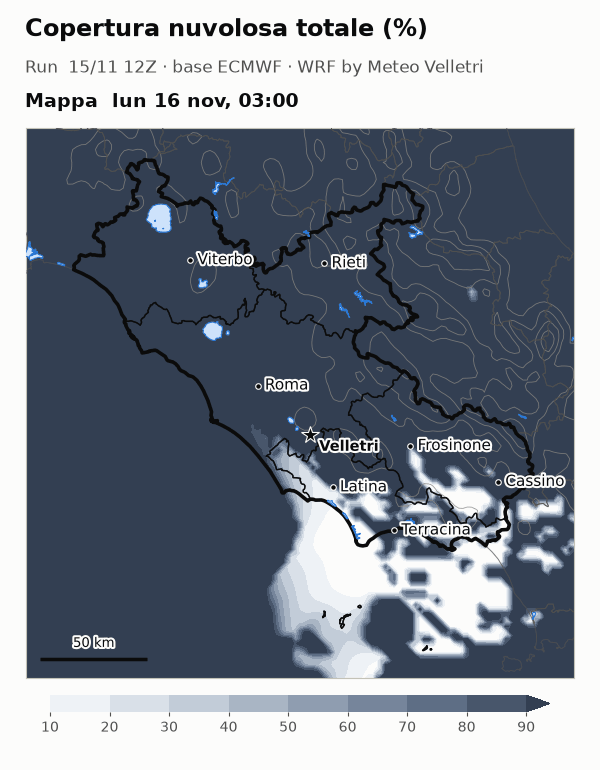 Copertura nuvolosa totale (%)
Run  15/11 12Z · base ECMWF · WRF by Meteo Velletri
Mappa  lun 16 nov, 03:00
Viterbo
Rieti
Roma
Velletri
Frosinone
Cassino
Latina
Terracina
50 km
10 20 30 40 50 60 70 80 90